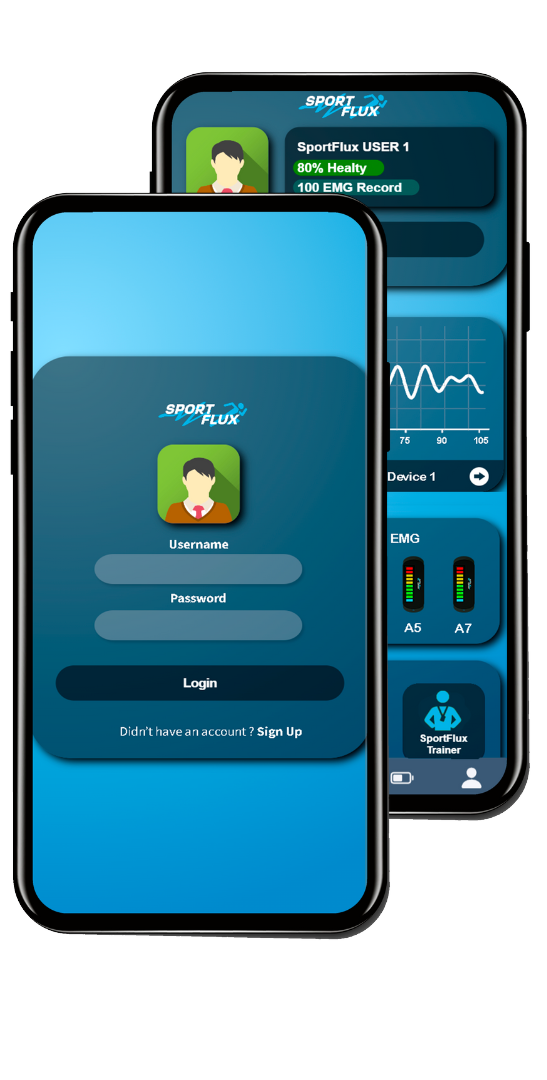 SPORT
FLUX
SportFlux USER 1
80% Healty
100 EMG Record
75 90 105
Device 1
EMG
A5 A7
SportFlux
Trainer
SPORT
FLUX
Username
Password
Login
Didn't have an account ? Sign Up